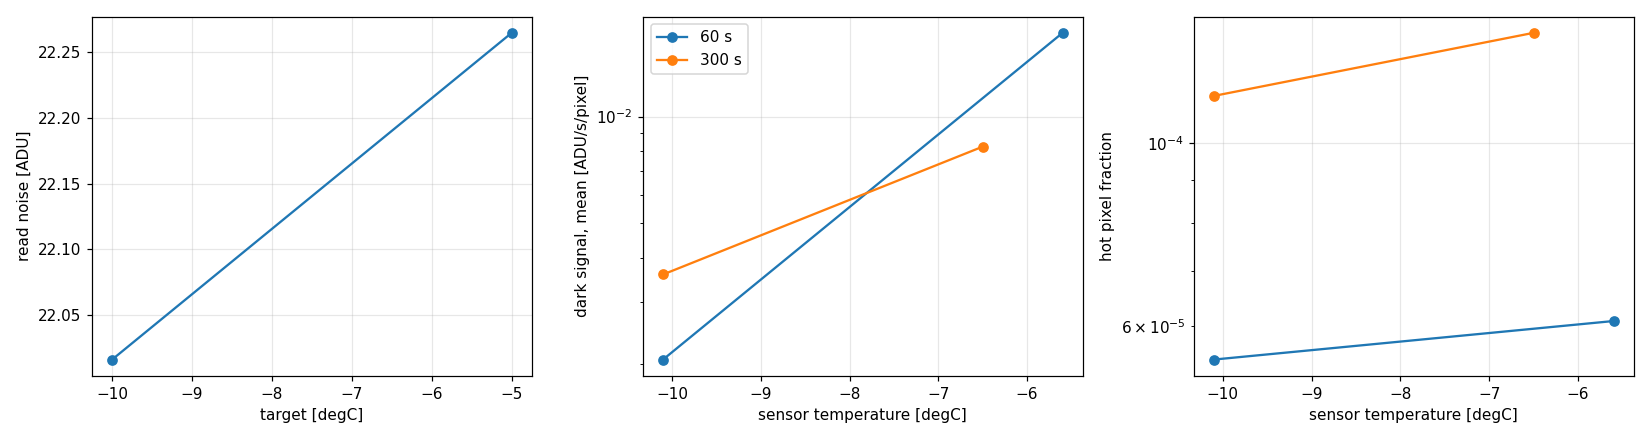 read noise [ADU]
22.25
22.20
22.15
22.10
22.05
−10
−9
−8
−7
−6
−5
target [degC]
dark signal, mean [ADU/s/pixel]
10⁻²
60 s
300 s
−10
−9
−8
−7
−6
sensor temperature [degC]
hot pixel fraction
10⁻⁴
6 × 10⁻⁵
−10
−9
−8
−7
−6
sensor temperature [degC]